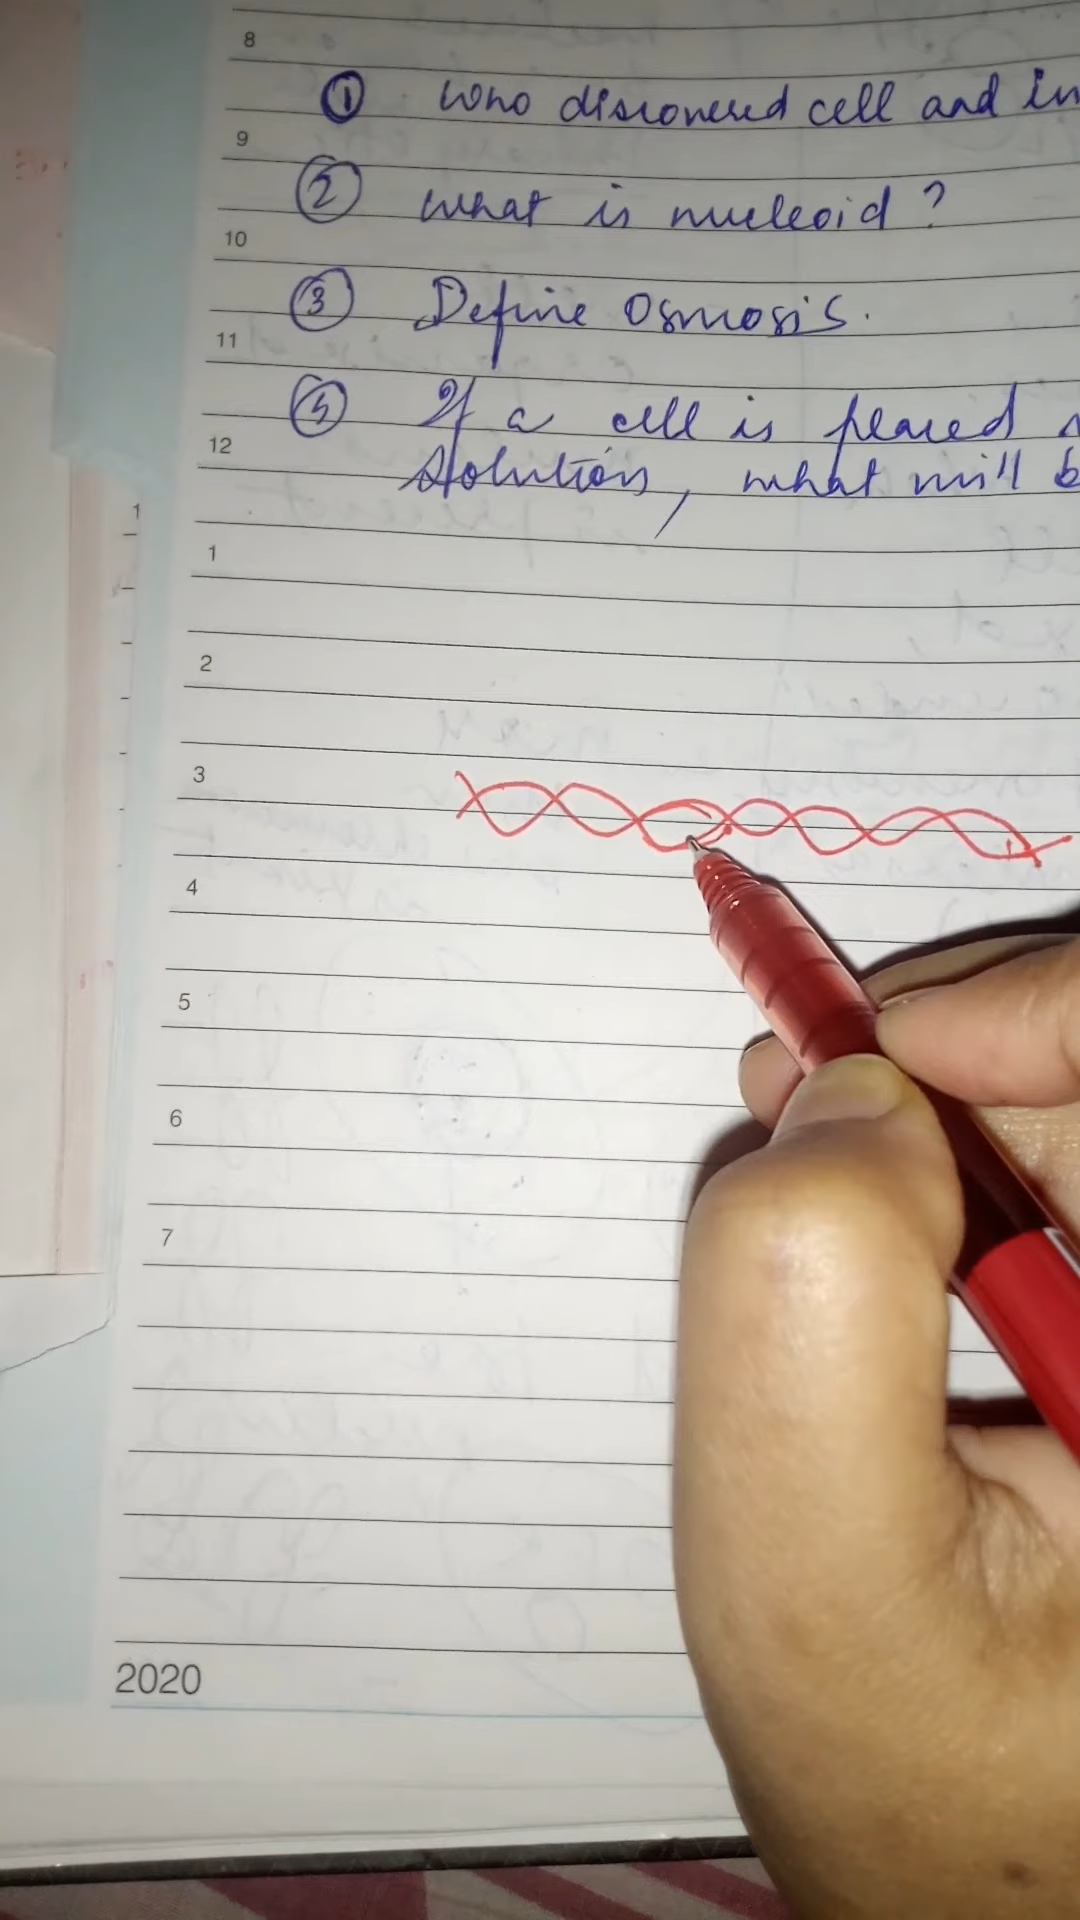 8
① Who discovered cell and in
9
② What is nucleoid ?
10
③ Define Osmosis.
11
If a cell is placed
12
Solution, what will b
1
1
2
3
4
5
6
7
2020